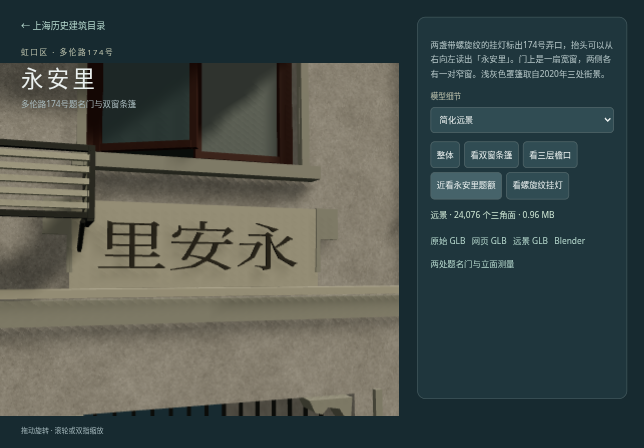 ← 上海历史建筑目录
虹口区 · 多伦路174号
永安里
多伦路174号题名门与双窗条篷
里安永
拖动旋转 · 滚轮或双指缩放
两盏带螺旋纹的挂灯标出174号弄口，抬头可以从
右向左读出「永安里」。门上是一扇宽窗，两侧各
有一对窄窗。浅灰色罩篷取自2020年三处街景。
模型细节
简化远景
整体
看双窗条篷
看三层檐口
近看永安里题额
看螺旋纹挂灯
远景 · 24,076 个三角面 · 0.96 MB
原始 GLB 网页 GLB 远景 GLB Blender
两处题名门与立面测量